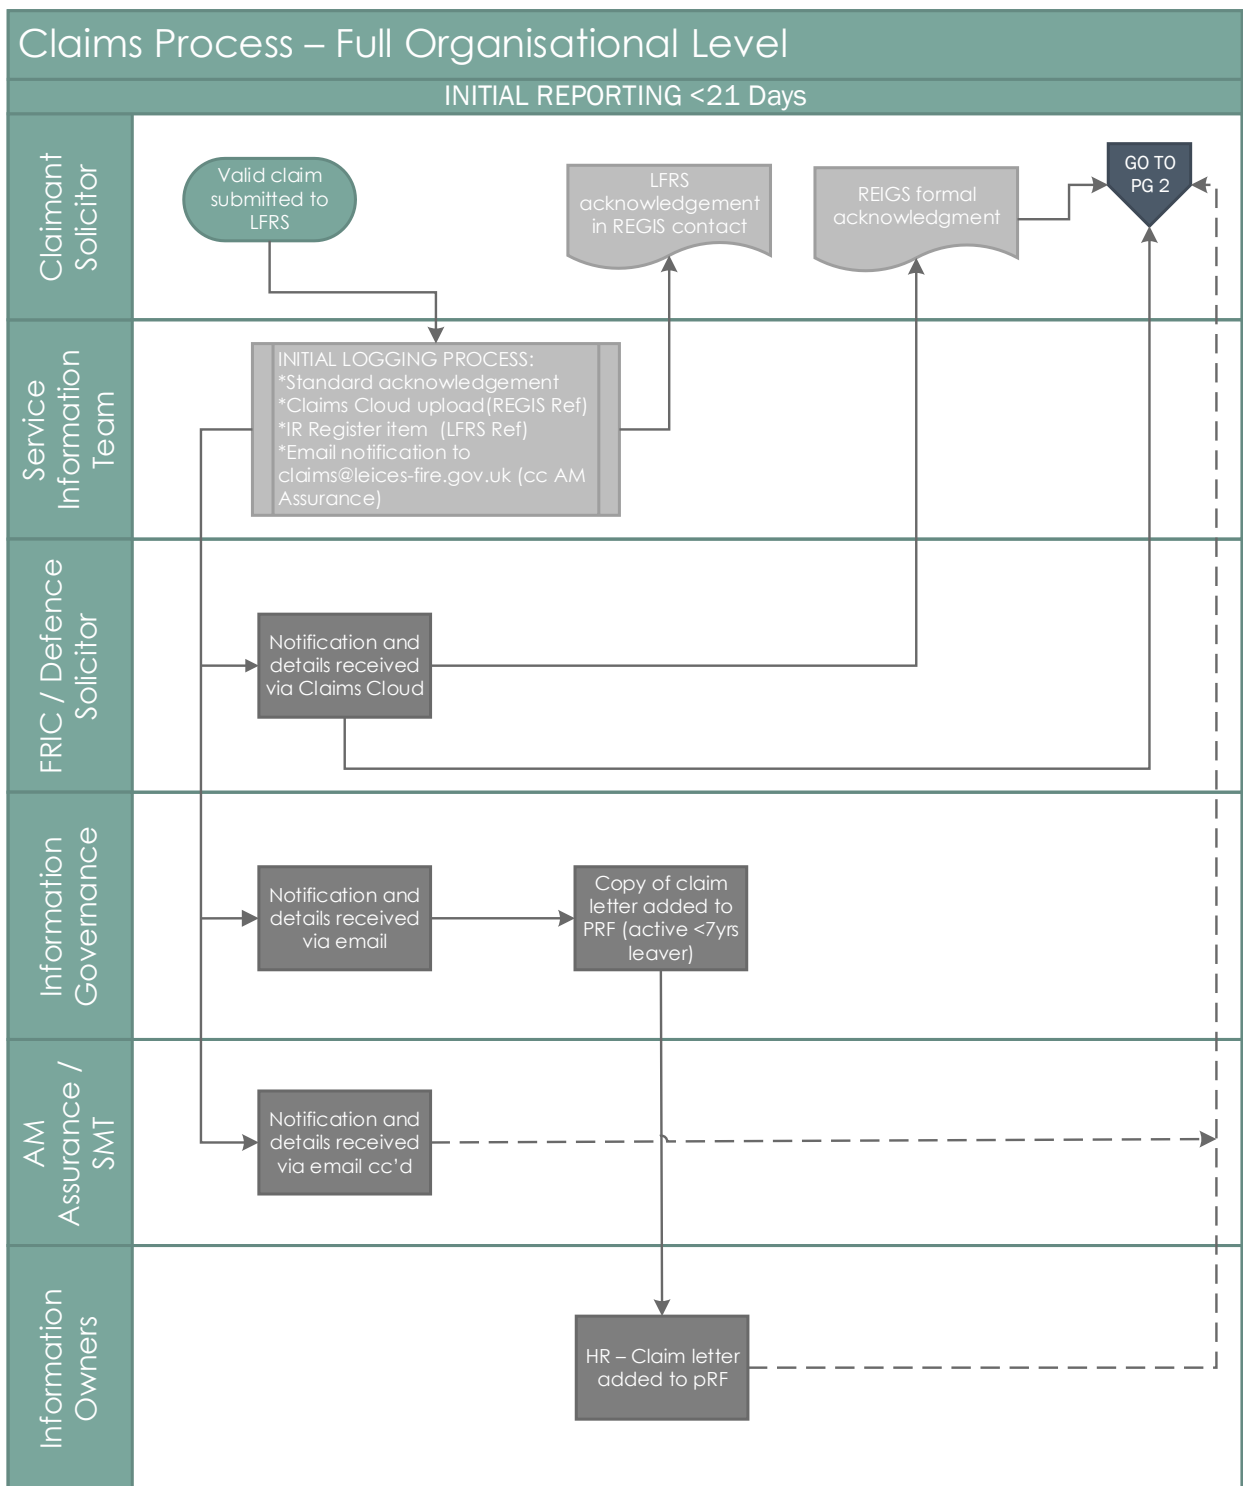 Claims Process – Full Organisational Level
INITIAL REPORTING <21 Days
Claimant
Solicitor
Valid claim
submitted to
LFRS
LFRS
acknowledgement
in REGIS contact
REIGS formal
acknowledgment
GO TO
PG 2
Service
Information
Team
INITIAL LOGGING PROCESS:
*Standard acknowledgement
*Claims Cloud upload(REGIS Ref)
*IR Register item (LFRS Ref)
*Email notification to
claims@leices-fire.gov.uk (cc AM
Assurance)
FRIC / Defence
Solicitor
Notification and
details received
via Claims Cloud
Information
Governance
Notification and
details received
via email
Copy of claim
letter added to
PRF (active <7yrs
leaver)
AM
Assurance /
SMT
Notification and
details received
via email cc’d
Information
Owners
HR – Claim letter
added to pRF